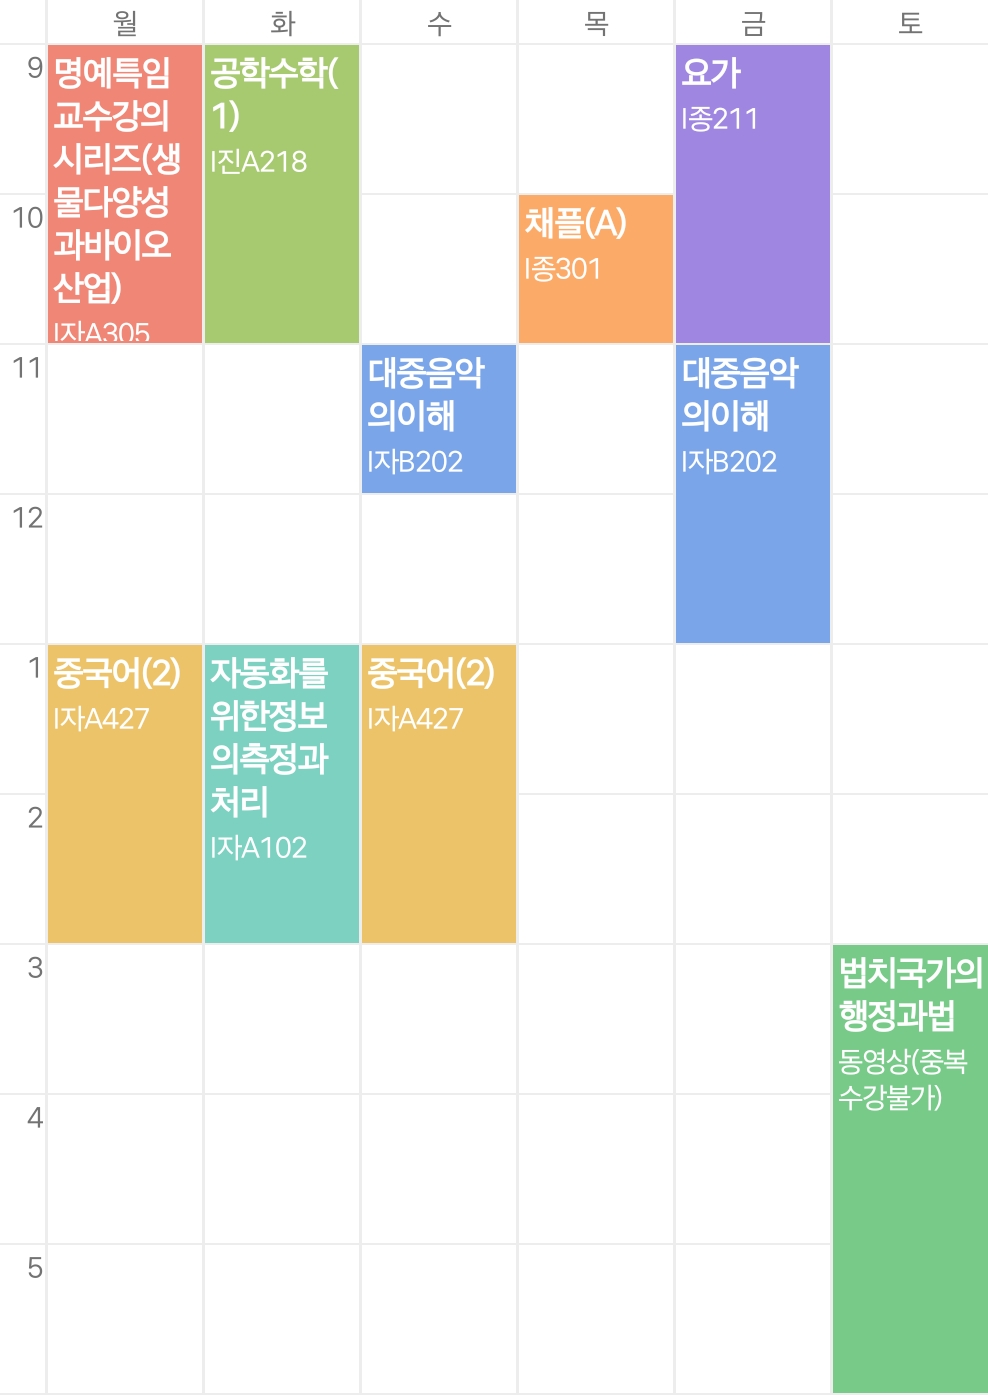 월 화 수 목 금 토
9
명예특임
교수강의
시리즈(생
물다양성
과바이오
산업)
I자A305
공학수학(
1)
I진A218
요가
I종211
10
채플(A)
I종301
11
대중음악
의이해
I자B202
대중음악
의이해
I자B202
12
1
중국어(2)
I자A427
자동화를
위한정보
의측정과
처리
I자A102
중국어(2)
I자A427
2
3
법치국가의
행정과법
동영상(중복
수강불가)
4
5